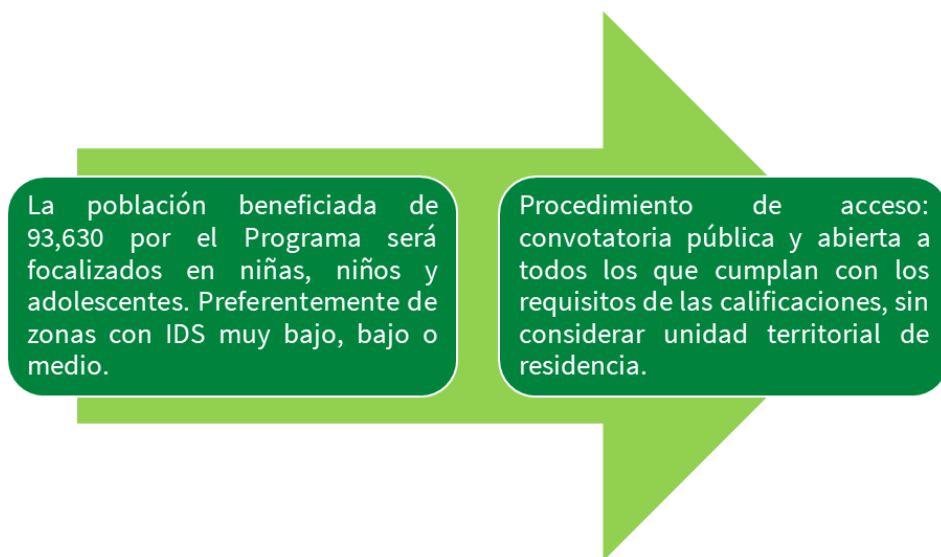 La población beneficiada de
93,630 por el Programa será
focalizados en niñas, niños y
adolescentes. Preferentemente de
zonas con IDS muy bajo, bajo o
medio.
Procedimiento de acceso:
convotatoria pública y abierta a
todos los que cumplan con los
requisitos de las calificaciones, sin
considerar unidad territorial de
residencia.